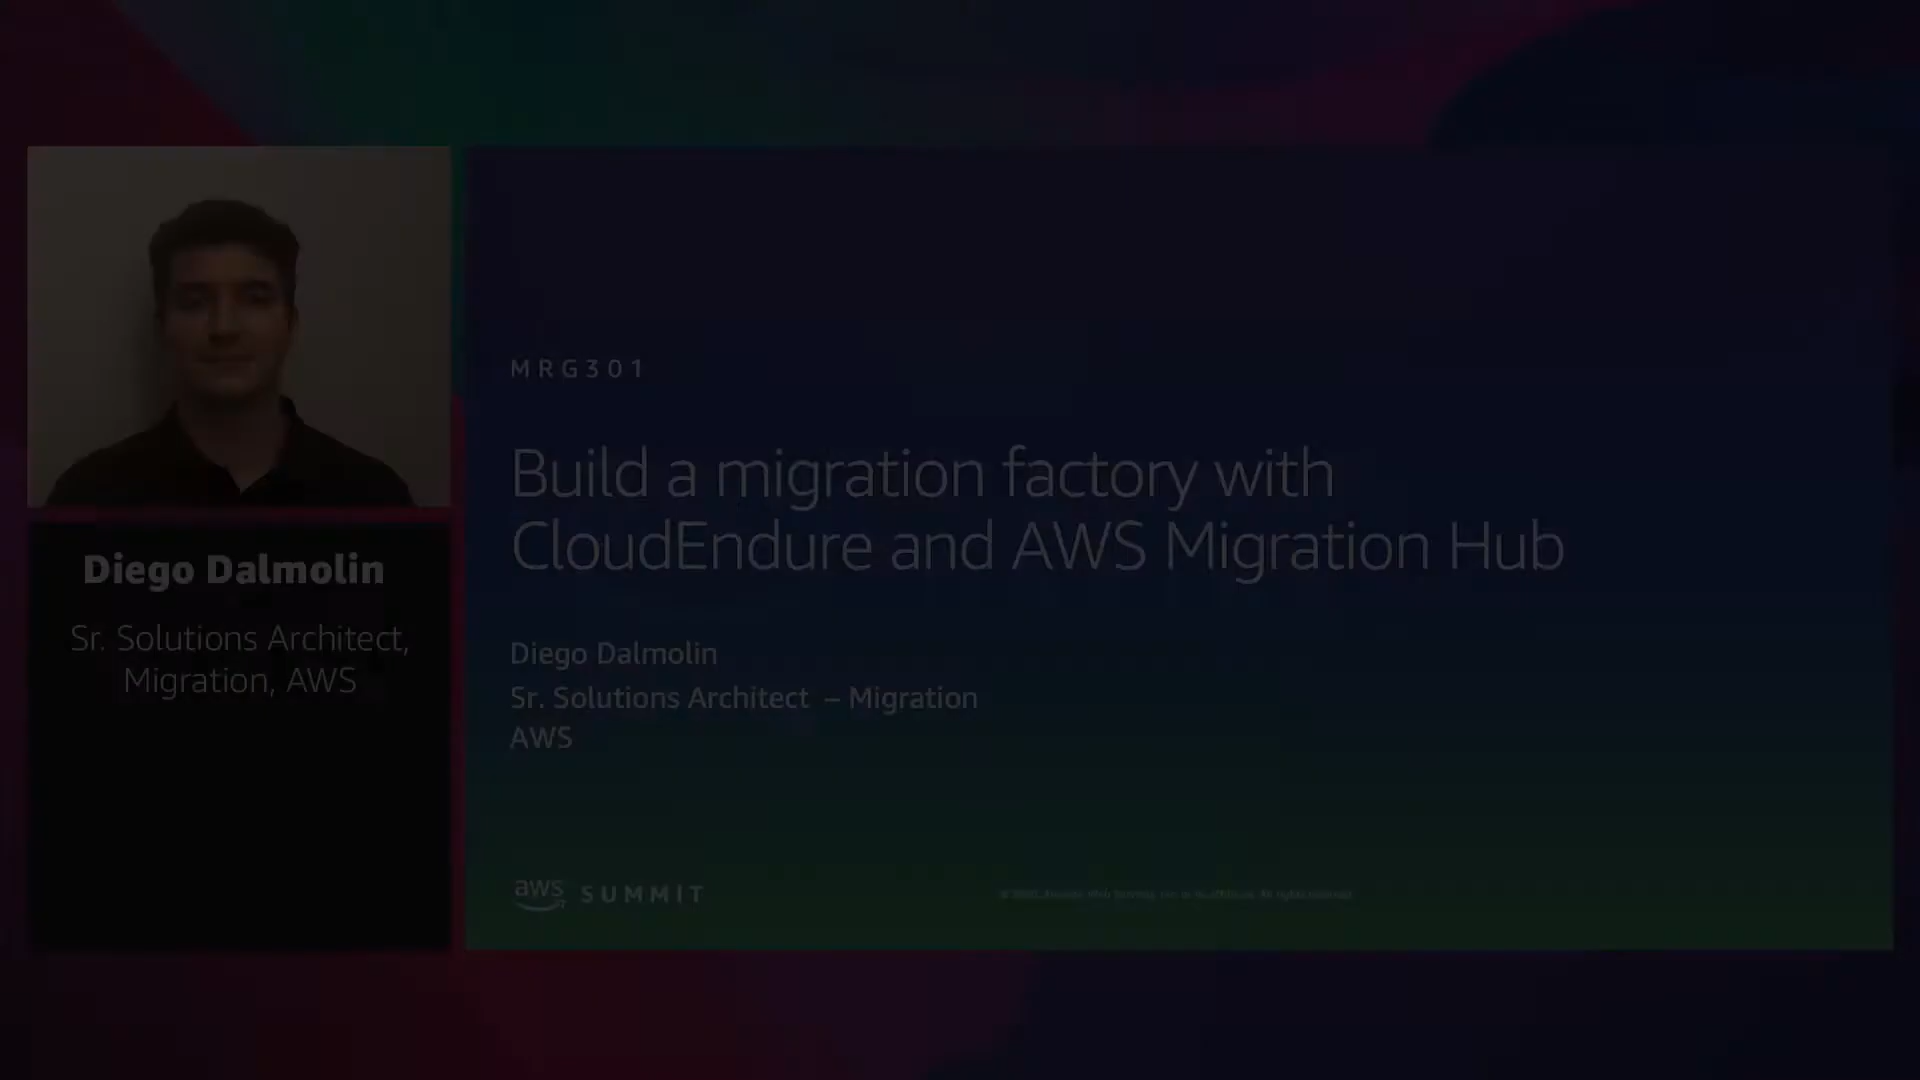 Diego Dalmolin
Sr. Solutions Architect,
Migration, AWS
MRG301
Build a migration factory with
CloudEndure and AWS Migration Hub
Diego Dalmolin
Sr. Solutions Architect – Migration
AWS
aws SUMMIT